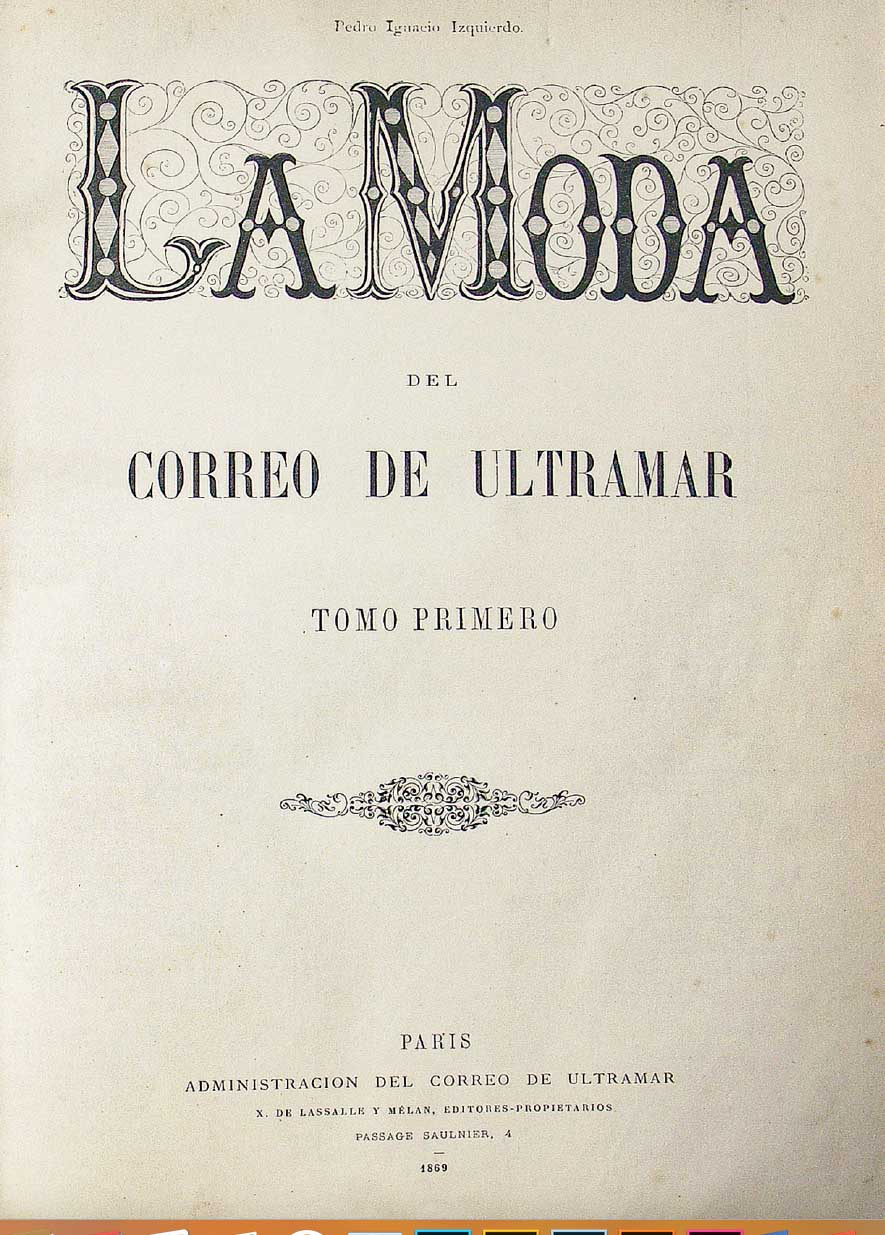 Pedro Ignacio Izquierdo.
LA MODA
DEL
CORREO DE ULTRAMAR
TOMO PRIMERO
PARIS
ADMINISTRACION DEL CORREO DE ULTRAMAR
X. DE LASSALLE Y MÉLAN, EDITORES-PROPIETARIOS
PASSAGE SAULNIER, 4
1869